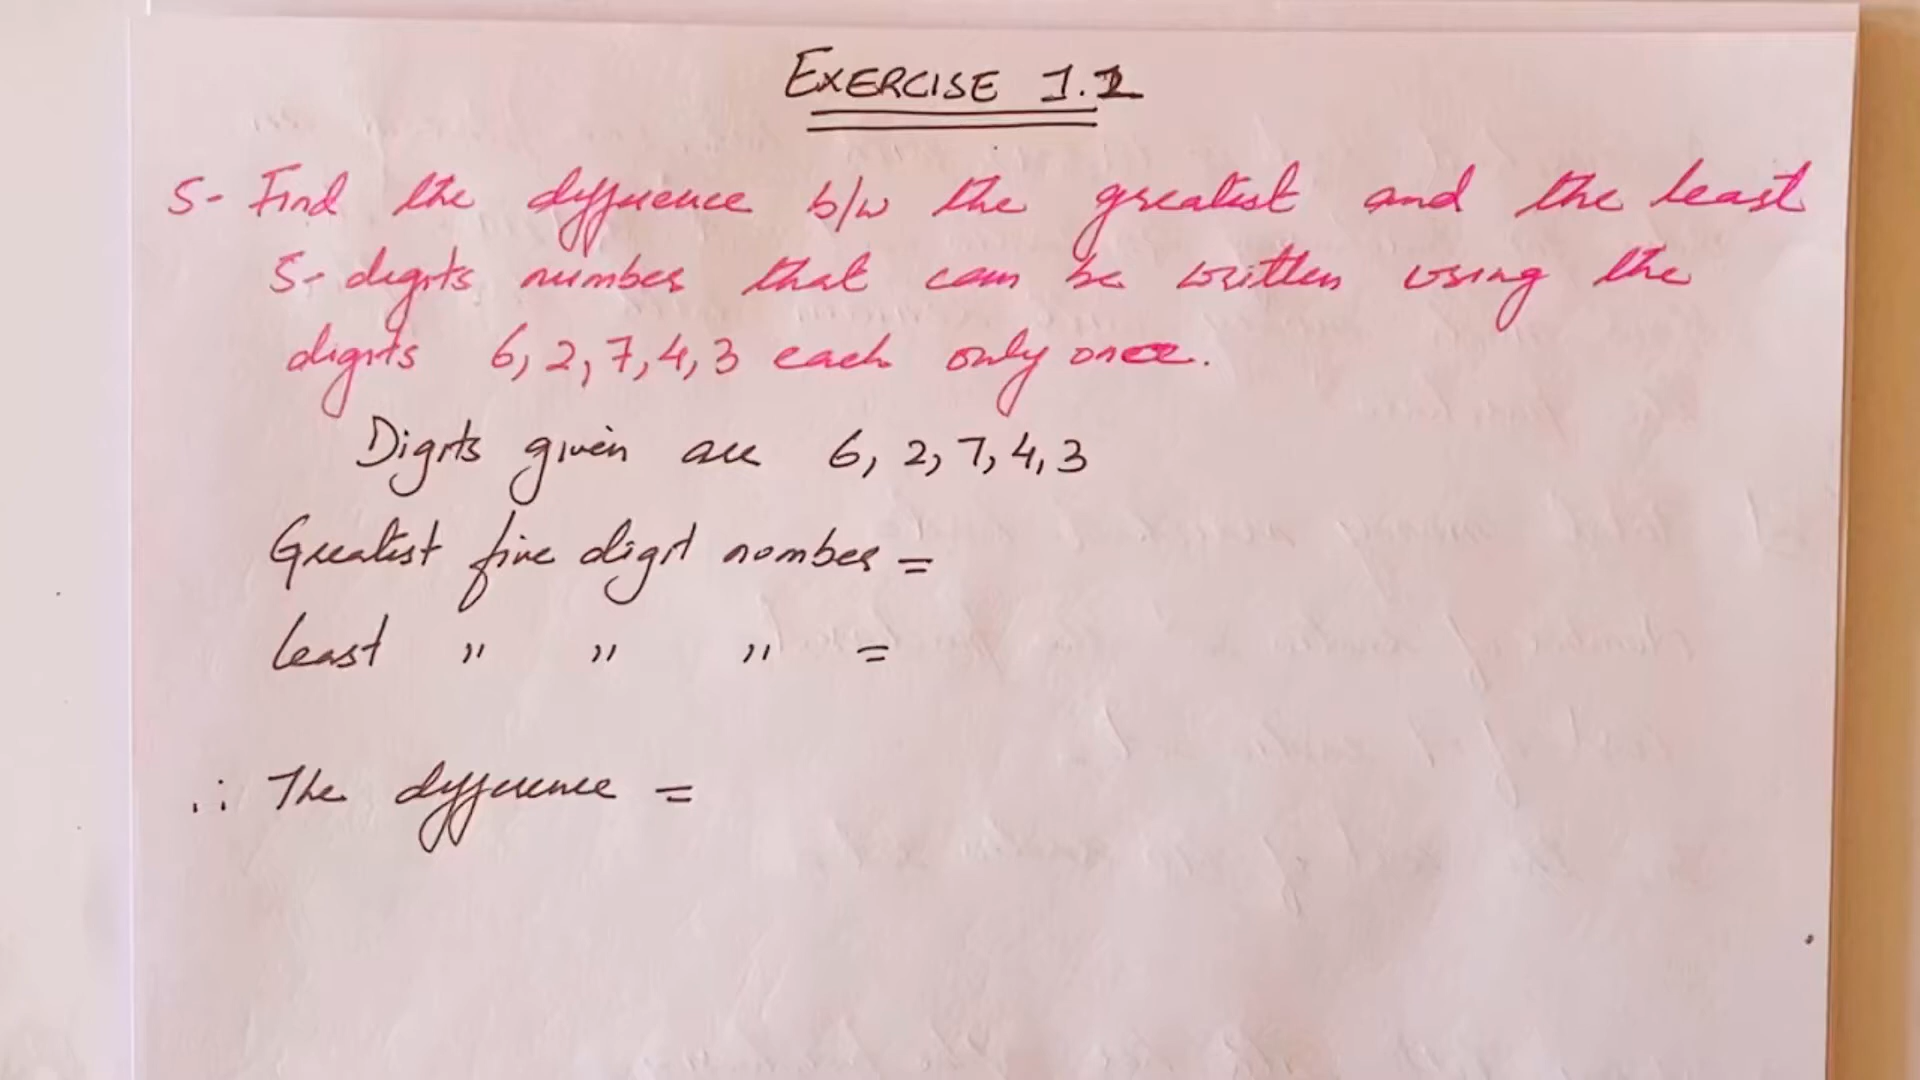 EXERCISE 1.2
5- Find the difference b/w the greatest and the least
5-digits number that can be written using the
digits 6, 2, 7, 4, 3 each only once.
Digits given are 6, 2, 7, 4, 3
Greatest five digit number =
Least " " " =
∴ The difference =